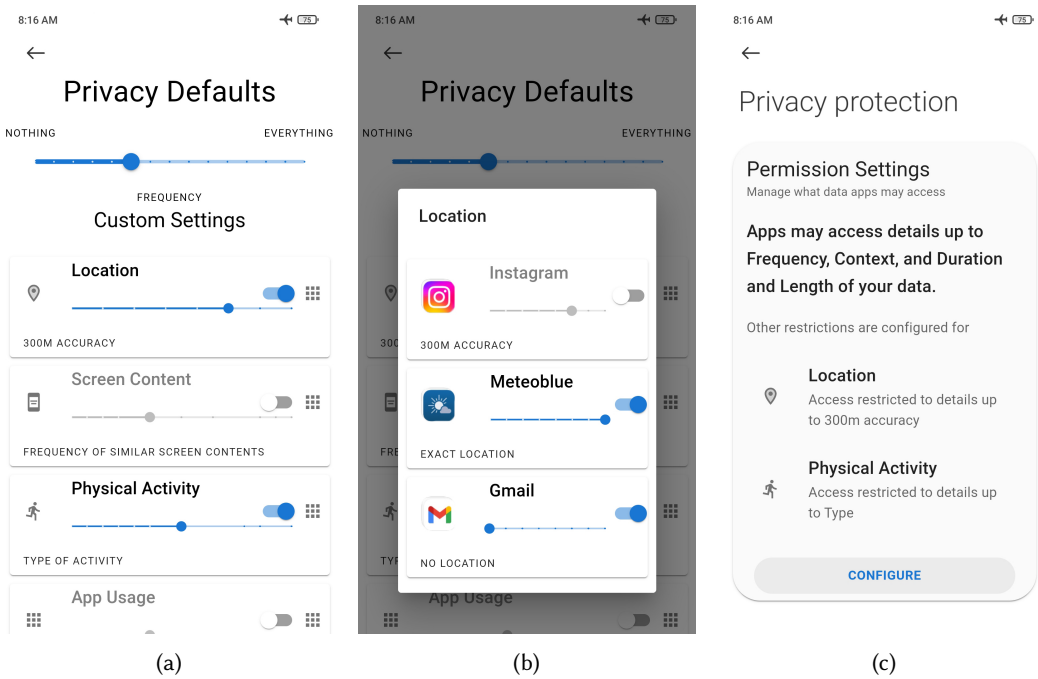 8:16 AM
75
Privacy Defaults
NOTHING
EVERYTHING
FREQUENCY
Custom Settings
Location
300M ACCURACY
Screen Content
FREQUENCY OF SIMILAR SCREEN CONTENTS
Physical Activity
TYPE OF ACTIVITY
App Usage
(a)
8:16 AM
75
Privacy Defaults
NOTHING
EVERYTHING
Location
Instagram
300M ACCURACY
Meteoblue
EXACT LOCATION
Gmail
NO LOCATION
300
FRE
TYP
App Usage
(b)
8:16 AM
75
Privacy protection
Permission Settings
Manage what data apps may access
Apps may access details up to
Frequency, Context, and Duration
and Length of your data.
Other restrictions are configured for
Location
Access restricted to details up
to 300m accuracy
Physical Activity
Access restricted to details up
to Type
CONFIGURE
(c)